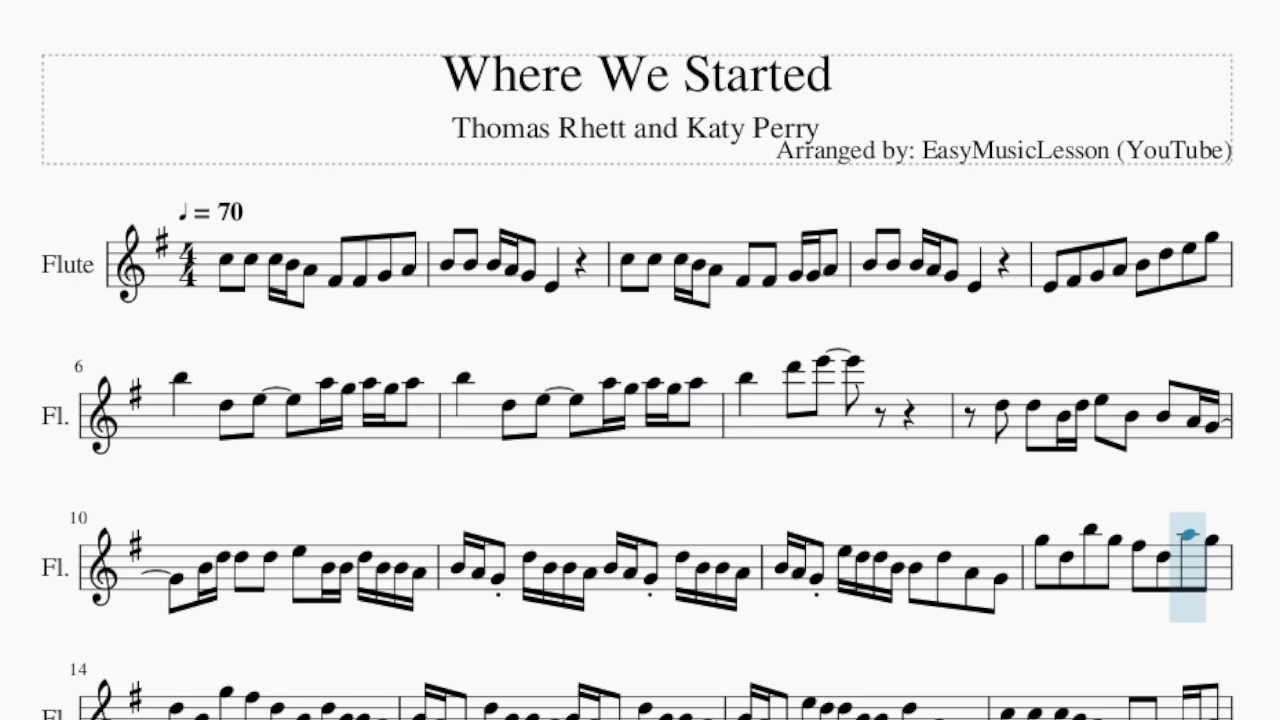 Where We Started
Thomas Rhett and Katy Perry
Arranged by: EasyMusicLesson (YouTube)
♩ = 70
Flute
4
4
6
Fl.
10
Fl.
14
Fl.